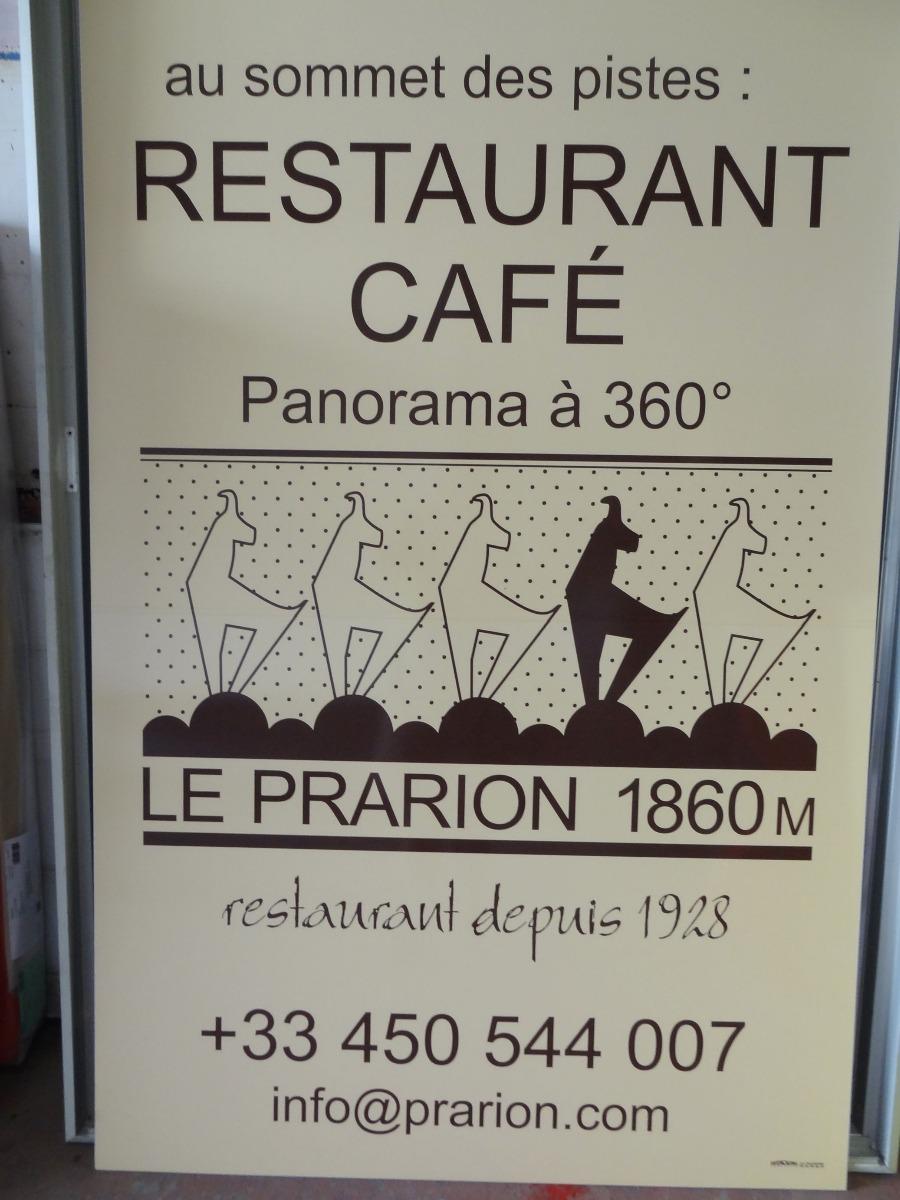 au sommet des pistes :
RESTAURANT
CAFÉ
Panorama à 360°
LE PRARION 1860 M
restaurant depuis 1928
+33 450 544 007
info@prarion.com